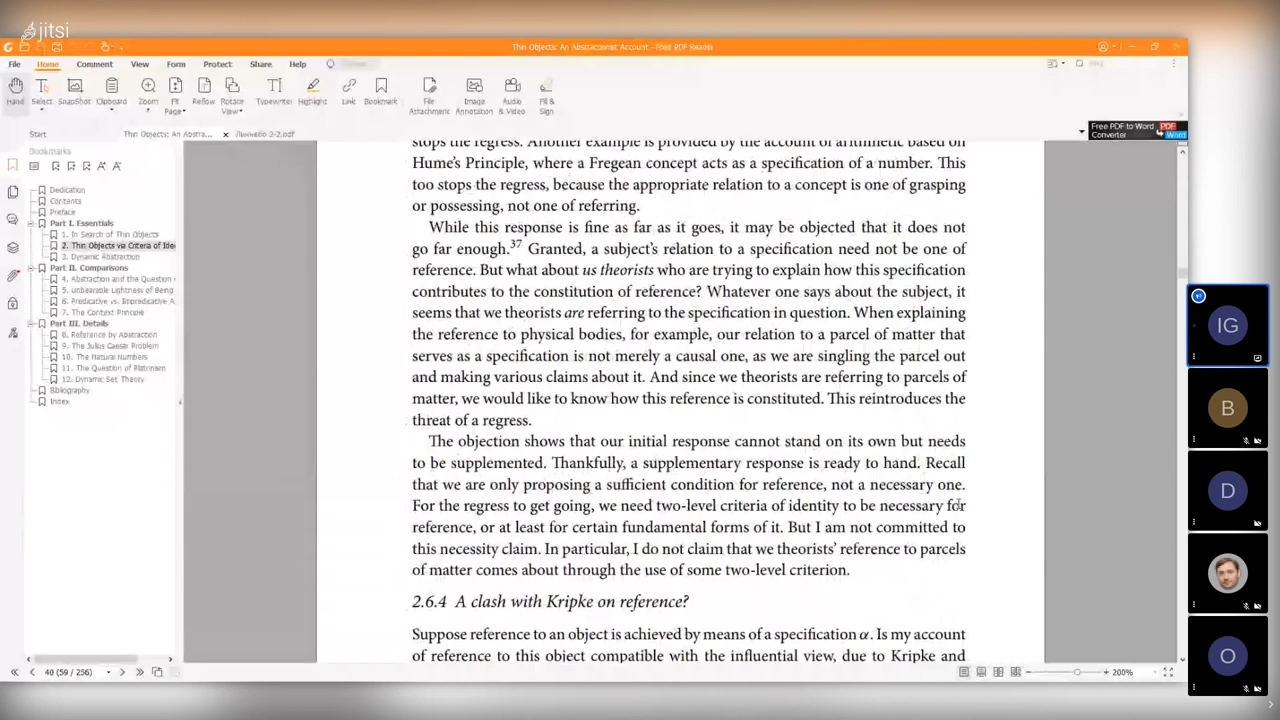 jitsi
Thin Objects: An Abstractionist Account - Foxit PDF Reader
File Home Comment View Form Protect Share Help
Hand Select SnapShot Clipboard Zoom Fit Page Reflow Rotate View Typewriter Highlight Link Bookmark File Attachment Image Annotation Audio & Video Fill & Sign
Start Thin Objects: An Abstra... Линнебо 2-2.pdf
Free PDF to Word Converter PDF Word
Bookmarks
Dedication
Contents
Preface
Part I. Essentials
1. In Search of Thin Objects
2. Thin Objects via Criteria of Ide
3. Dynamic Abstraction
Part II. Comparisons
4. Abstraction and the Question
5. Unbearable Lightness of Being
6. Predicative vs. Impredicative A
7. The Context Principle
Part III. Details
8. Reference by Abstraction
9. The Julius Caesar Problem
10. The Natural Numbers
11. The Question of Platonism
12. Dynamic Set Theory
Bibliography
Index
stops the regress. Another example is provided by the account of arithmetic based on
Hume's Principle, where a Fregean concept acts as a specification of a number. This
too stops the regress, because the appropriate relation to a concept is one of grasping
or possessing, not one of referring.
While this response is fine as far as it goes, it may be objected that it does not
go far enough.37 Granted, a subject's relation to a specification need not be one of
reference. But what about us theorists who are trying to explain how this specification
contributes to the constitution of reference? Whatever one says about the subject, it
seems that we theorists are referring to the specification in question. When explaining
the reference to physical bodies, for example, our relation to a parcel of matter that
serves as a specification is not merely a causal one, as we are singling the parcel out
and making various claims about it. And since we theorists are referring to parcels of
matter, we would like to know how this reference is constituted. This reintroduces the
threat of a regress.
The objection shows that our initial response cannot stand on its own but needs
to be supplemented. Thankfully, a supplementary response is ready to hand. Recall
that we are only proposing a sufficient condition for reference, not a necessary one.
For the regress to get going, we need two-level criteria of identity to be necessary for
reference, or at least for certain fundamental forms of it. But I am not committed to
this necessity claim. In particular, I do not claim that we theorists' reference to parcels
of matter comes about through the use of some two-level criterion.
2.6.4 A clash with Kripke on reference?
Suppose reference to an object is achieved by means of a specification α. Is my account
of reference to this object compatible with the influential view, due to Kripke and
40 (59 / 256)
200%
IG
B
D
O